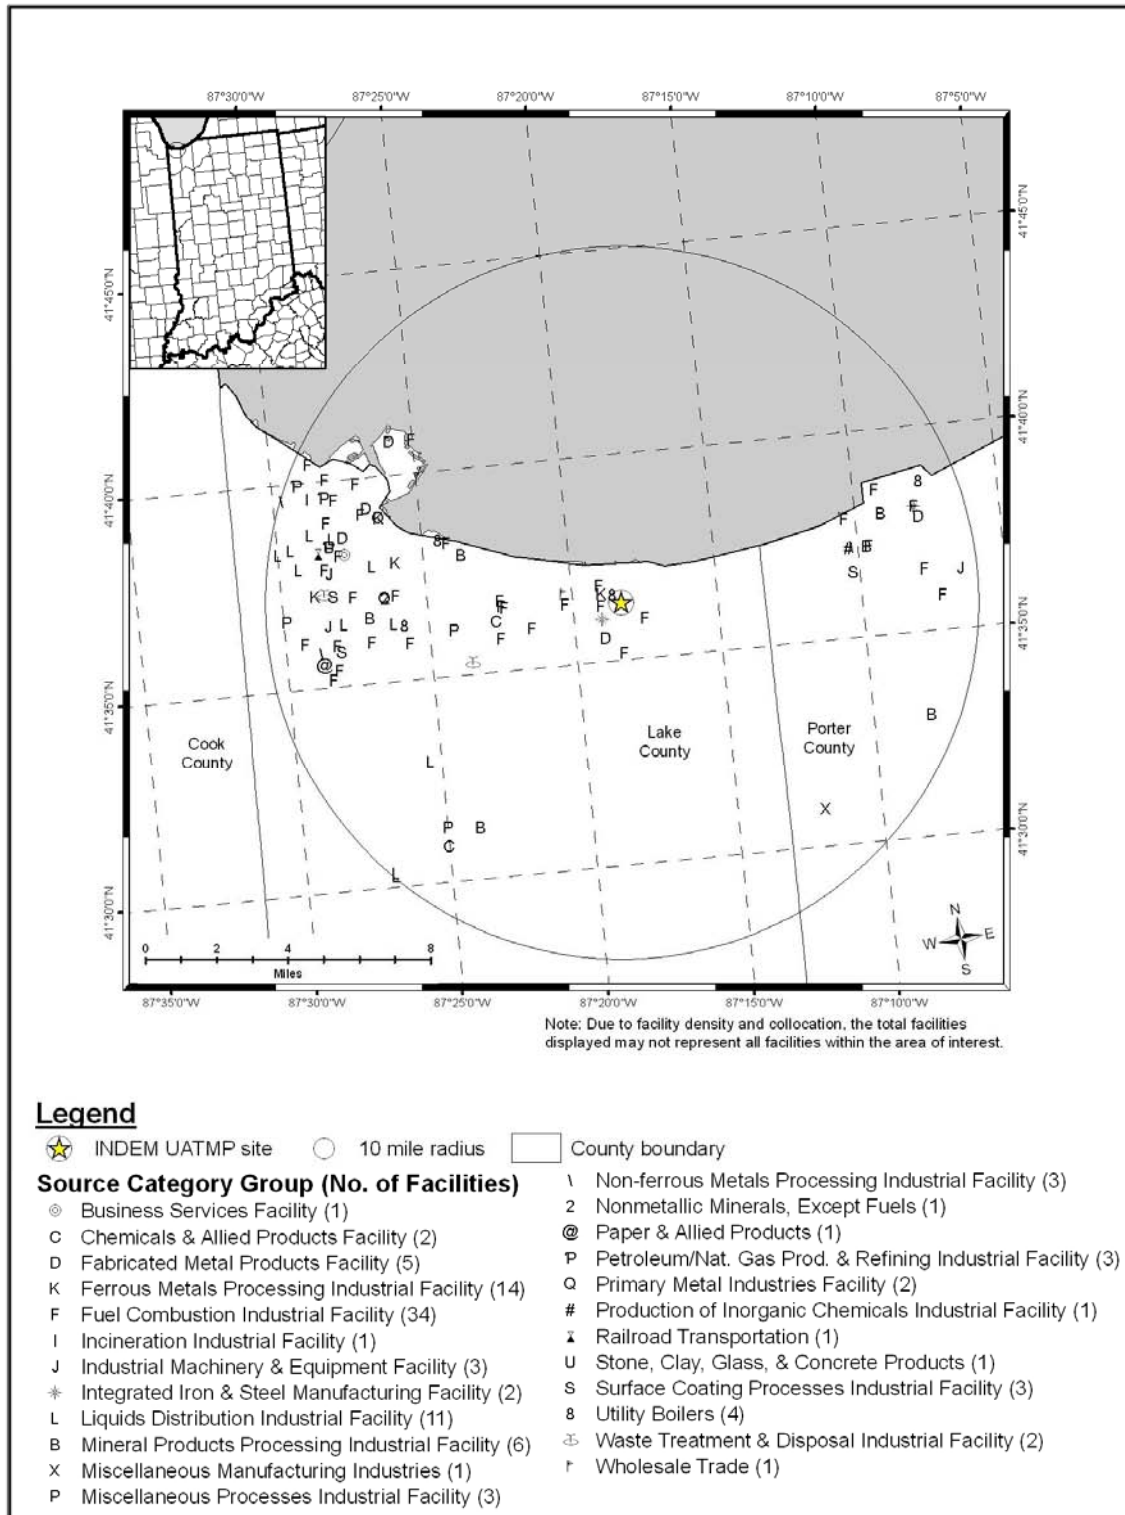 87°30'0"W 87°25'0"W 87°20'0"W 87°15'0"W 87°10'0"W 87°5'0"W
41°45'0"N
41°45'0"N
41°40'0"N
41°40'0"N
41°35'0"N
41°35'0"N
41°30'0"N
41°30'0"N
Cook
County
Lake
County
Porter
County
N
W E
S
0 2 4 8
Miles
87°35'0"W 87°30'0"W 87°25'0"W 87°20'0"W 87°15'0"W 87°10'0"W
Note: Due to facility density and collocation, the total facilities
displayed may not represent all facilities within the area of interest.
Legend
INDEM UATMP site 10 mile radius County boundary
Source Category Group (No. of Facilities)
Business Services Facility (1)
C Chemicals & Allied Products Facility (2)
D Fabricated Metal Products Facility (5)
K Ferrous Metals Processing Industrial Facility (14)
F Fuel Combustion Industrial Facility (34)
I Incineration Industrial Facility (1)
J Industrial Machinery & Equipment Facility (3)
Integrated Iron & Steel Manufacturing Facility (2)
L Liquids Distribution Industrial Facility (11)
B Mineral Products Processing Industrial Facility (6)
X Miscellaneous Manufacturing Industries (1)
P Miscellaneous Processes Industrial Facility (3)
\ Non-ferrous Metals Processing Industrial Facility (3)
2 Nonmetallic Minerals, Except Fuels (1)
@ Paper & Allied Products (1)
P Petroleum/Nat. Gas Prod. & Refining Industrial Facility (3)
Q Primary Metal Industries Facility (2)
# Production of Inorganic Chemicals Industrial Facility (1)
Railroad Transportation (1)
U Stone, Clay, Glass, & Concrete Products (1)
S Surface Coating Processes Industrial Facility (3)
8 Utility Boilers (4)
Waste Treatment & Disposal Industrial Facility (2)
Wholesale Trade (1)